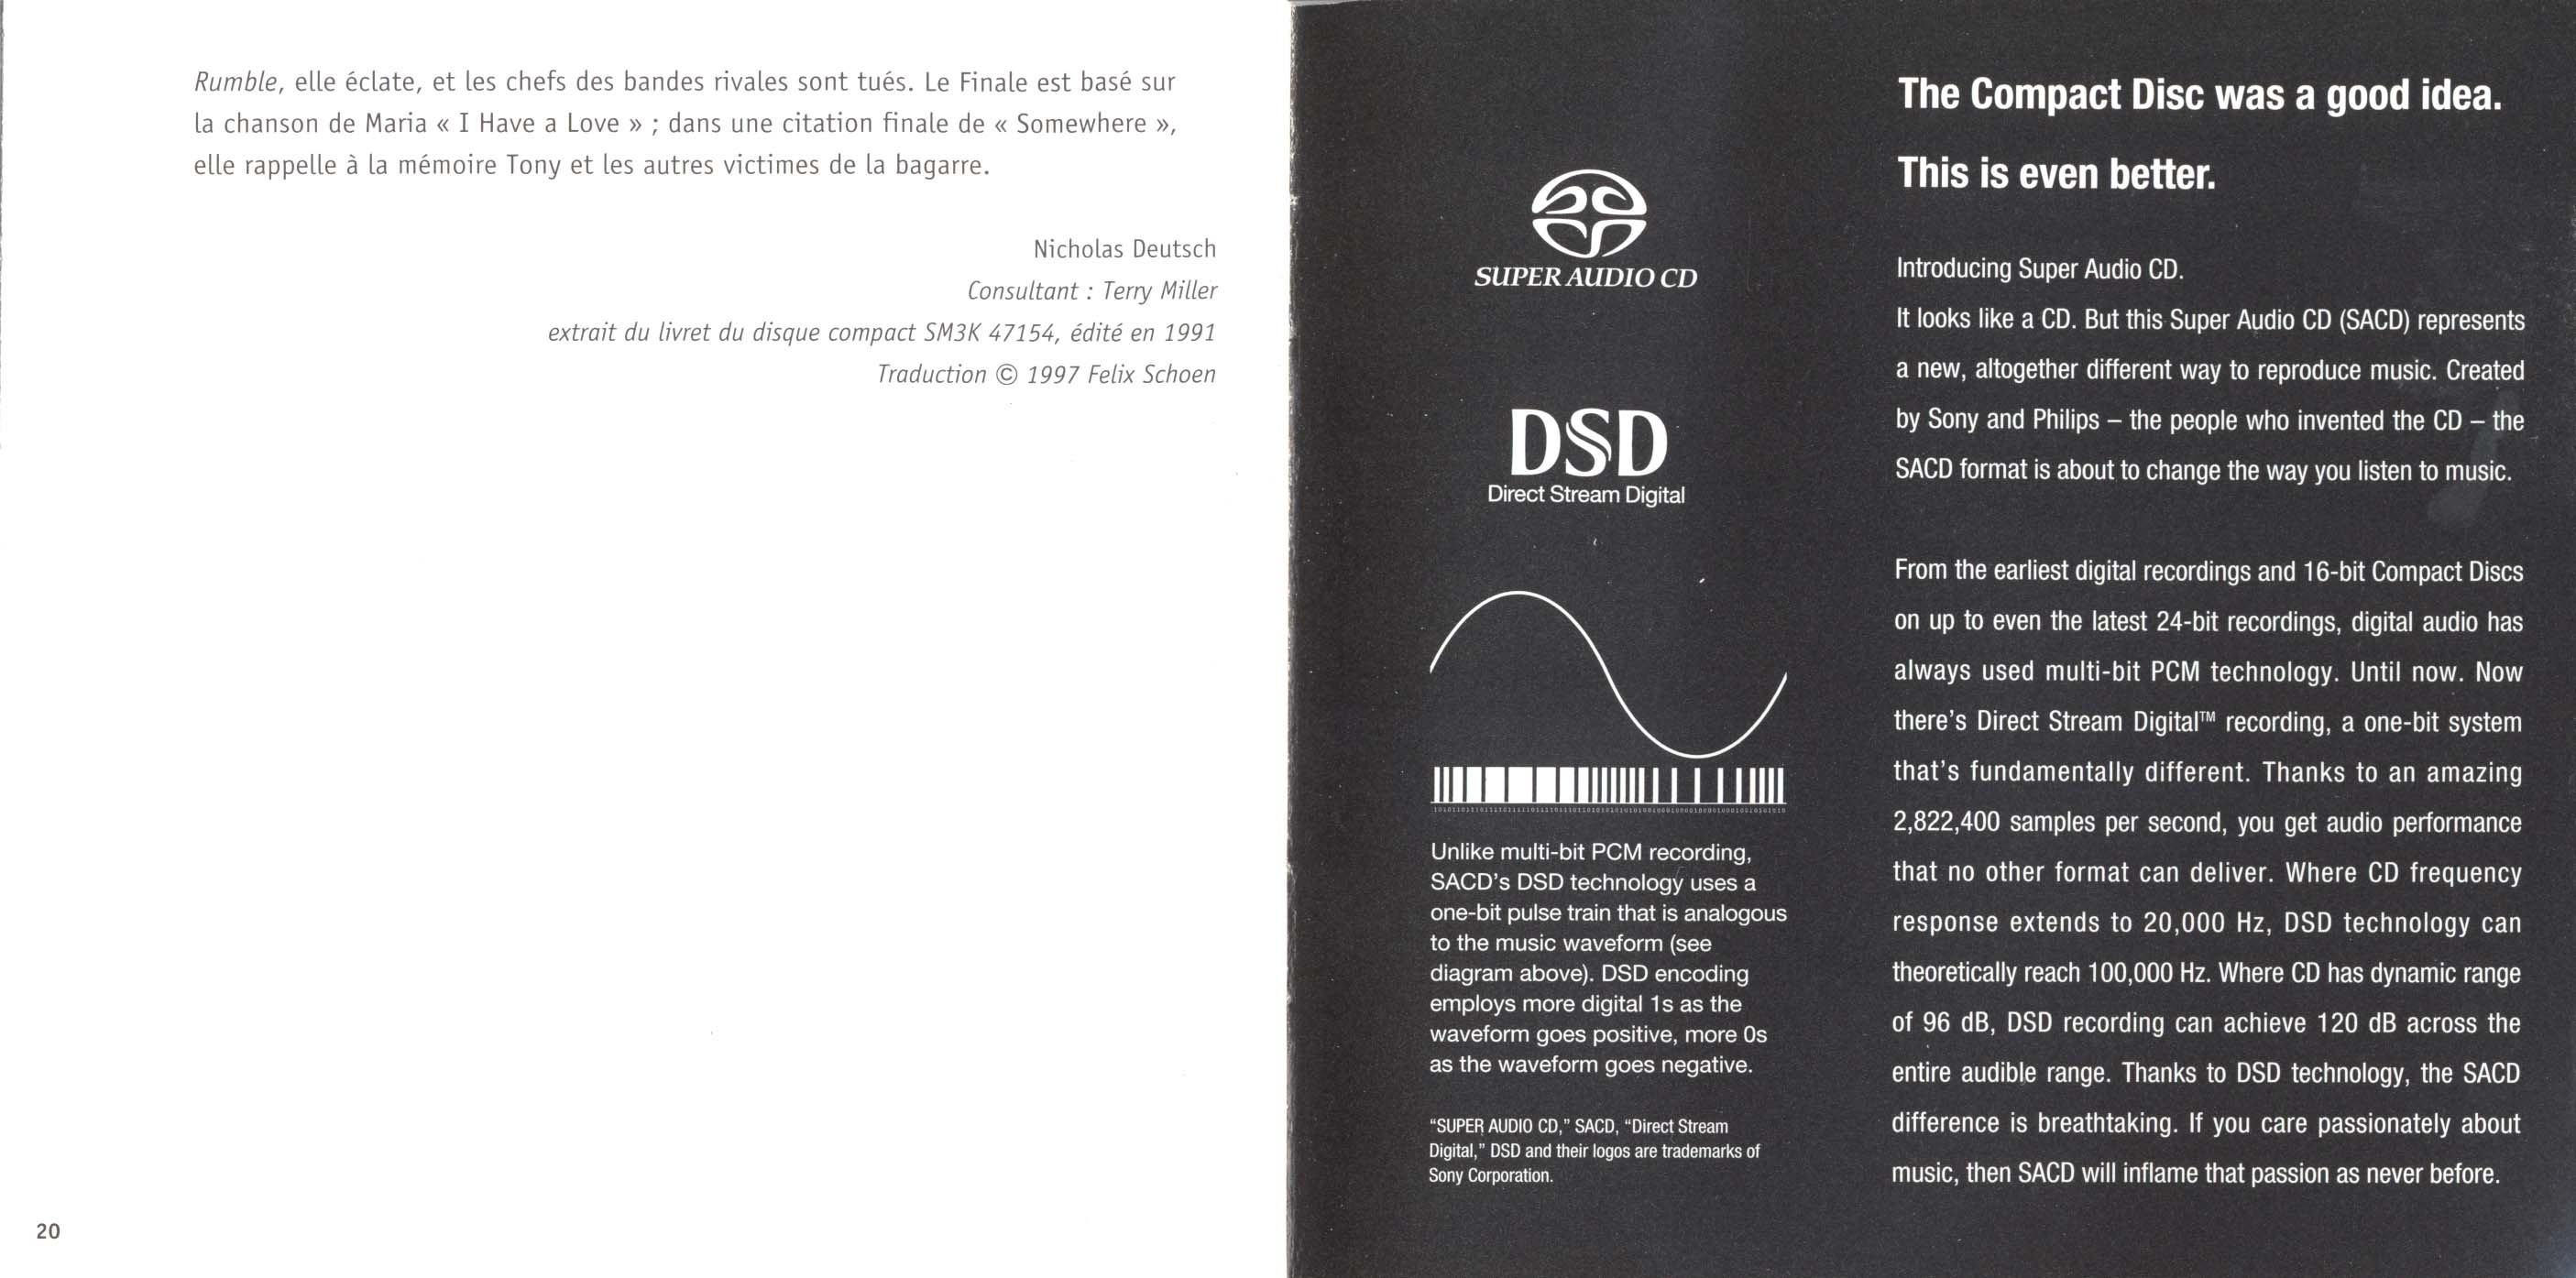 Rumble, elle éclate, et les chefs des bandes rivales sont tués. Le Finale est basé sur
la chanson de Maria « I Have a Love » ; dans une citation finale de « Somewhere »,
elle rappelle à la mémoire Tony et les autres victimes de la bagarre.
Nicholas Deutsch
Consultant : Terry Miller
extrait du livret du disque compact SM3K 47154, édité en 1991
Traduction © 1997 Felix Schoen
20
SUPER AUDIO CD
DSD
Direct Stream Digital
Unlike multi-bit PCM recording,
SACD's DSD technology uses a
one-bit pulse train that is analogous
to the music waveform (see
diagram above). DSD encoding
employs more digital 1s as the
waveform goes positive, more 0s
as the waveform goes negative.
“SUPER AUDIO CD,” SACD, “Direct Stream
Digital,” DSD and their logos are trademarks of
Sony Corporation.
The Compact Disc was a good idea.
This is even better.
Introducing Super Audio CD.
It looks like a CD. But this Super Audio CD (SACD) represents
a new, altogether different way to reproduce music. Created
by Sony and Philips – the people who invented the CD – the
SACD format is about to change the way you listen to music.
From the earliest digital recordings and 16-bit Compact Discs
on up to even the latest 24-bit recordings, digital audio has
always used multi-bit PCM technology. Until now. Now
there's Direct Stream Digital™ recording, a one-bit system
that's fundamentally different. Thanks to an amazing
2,822,400 samples per second, you get audio performance
that no other format can deliver. Where CD frequency
response extends to 20,000 Hz, DSD technology can
theoretically reach 100,000 Hz. Where CD has dynamic range
of 96 dB, DSD recording can achieve 120 dB across the
entire audible range. Thanks to DSD technology, the SACD
difference is breathtaking. If you care passionately about
music, then SACD will inflame that passion as never before.